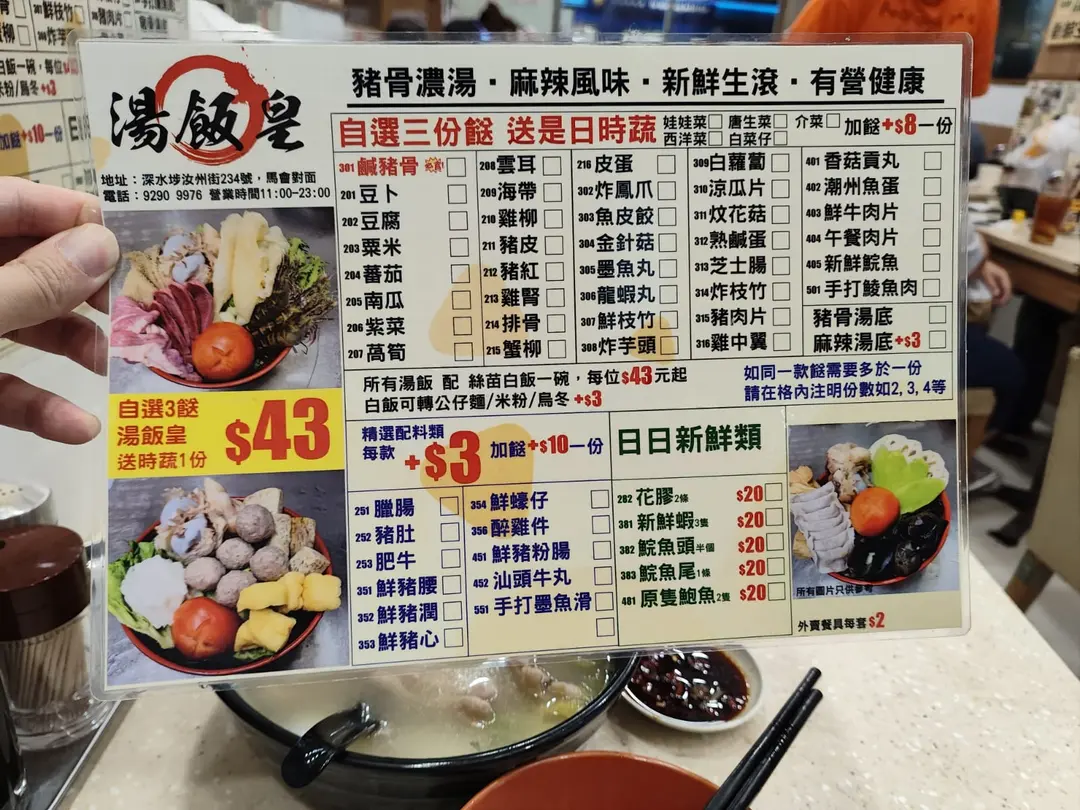 湯飯皇
地址：深水埗汝州街234號，馬會對面
電話：9290 9976 營業時間11:00-23:00
豬骨濃湯·麻辣風味·新鮮生滾·有營健康
自選三份餸 送是日時蔬
娃娃菜 唐生菜 介菜
西洋菜 白菜仔
加餸+$8一份
301 鹹豬骨
201 豆卜
202 豆腐
203 粟米
204 蕃茄
205 南瓜
206 紫菜
207 萵筍
208 雲耳
209 海帶
210 雞柳
211 豬皮
212 豬紅
213 雞腎
214 排骨
215 蟹柳
216 皮蛋
302 炸鳳爪
303 魚皮餃
304 金針菇
305 墨魚丸
306 龍蝦丸
307 鮮枝竹
308 炸芋頭
309 白蘿蔔
310 涼瓜片
311 炆花菇
312 熟鹹蛋
313 芝士腸
314 炸枝竹
315 豬肉片
316 雞中翼
401 香菇貢丸
402 潮州魚蛋
403 鮮牛肉片
404 午餐肉片
405 新鮮鯇魚
501 手打鯪魚肉
豬骨湯底
麻辣湯底+$3
所有湯飯 配 絲苗白飯一碗，每位$43元起
白飯可轉公仔麵/米粉/烏冬+$3
如同一款餸需要多於一份
請在格內注明份數如2, 3, 4等
自選3餸
湯飯皇
送時蔬1份
$43
精選配料類
每款+$3 加餸+$10一份
251 臘腸
252 豬肚
253 肥牛
351 鮮豬腰
352 鮮豬潤
353 鮮豬心
354 鮮蠔仔
356 醉雞件
451 鮮豬粉腸
452 汕頭牛丸
551 手打墨魚滑
日日新鮮類
282 花膠2條 $20
381 新鮮蝦3隻 $20
382 鯇魚頭半個 $20
383 鯇魚尾1條 $20
481 原隻鮑魚2隻 $20
所有圖片只供參考
外賣餐具每套$2